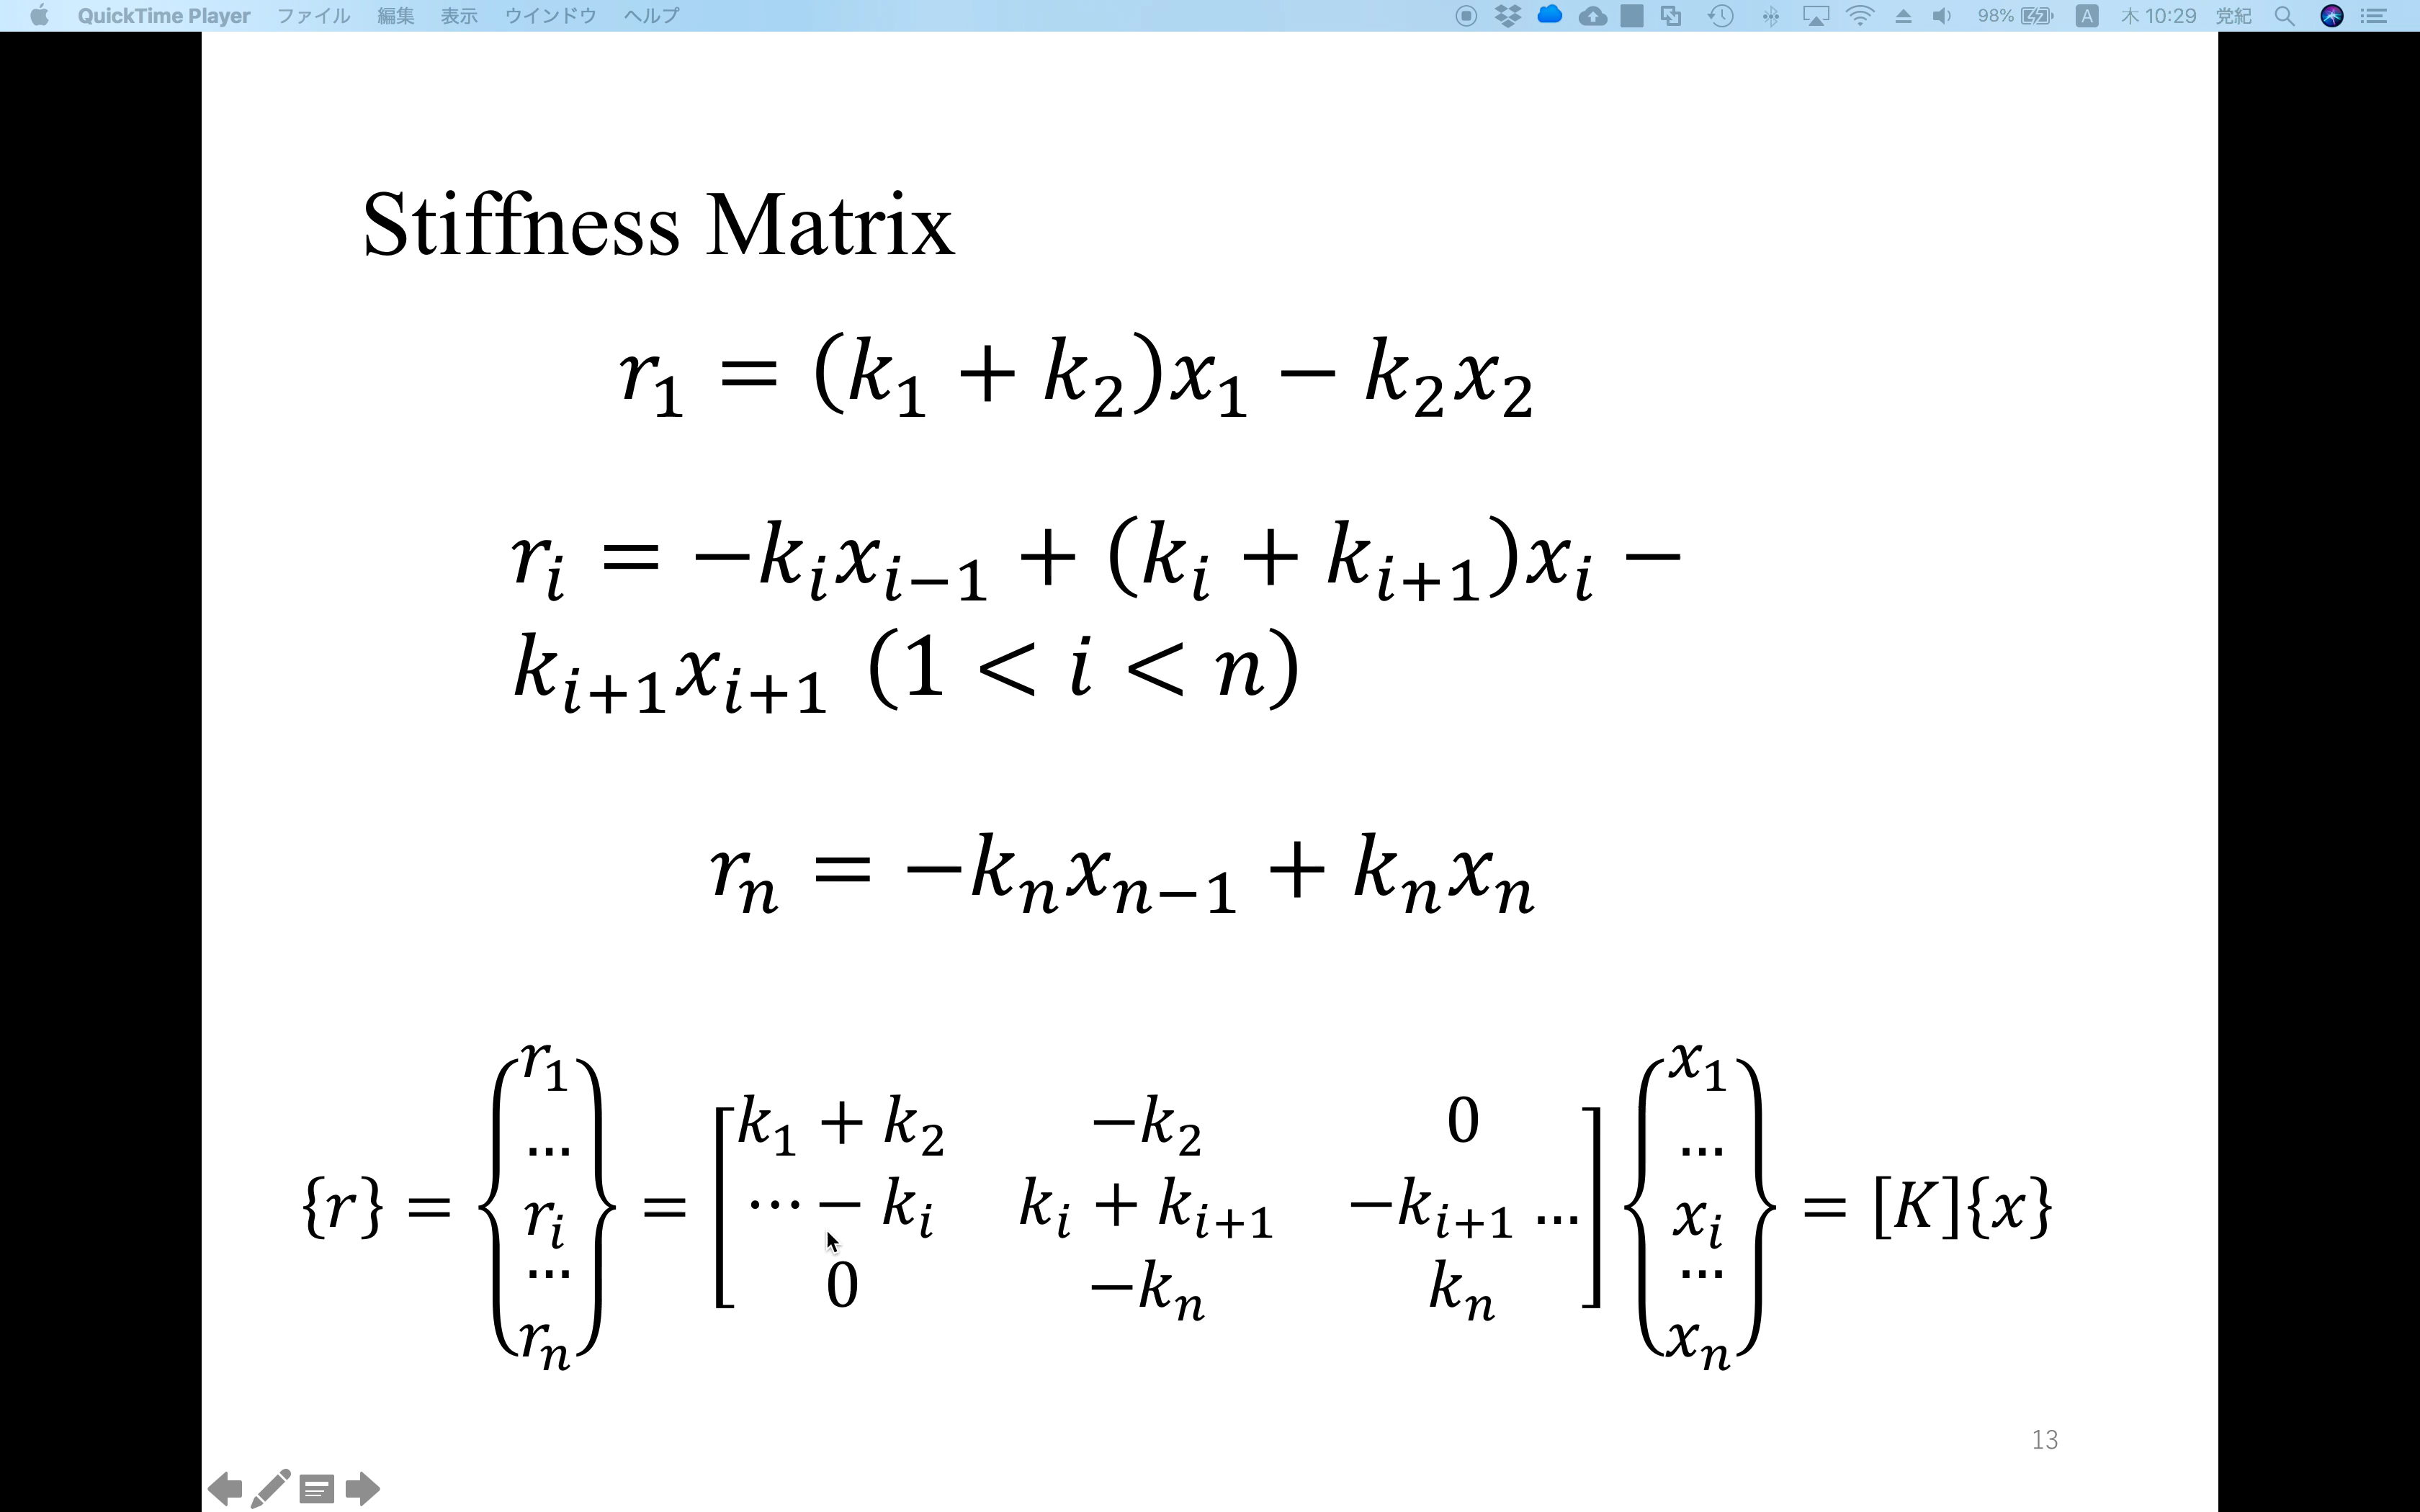 QuickTime Player ファイル 編集 表示 ウインドウ ヘルプ 98% A 木 10:29 党紀
Stiffness Matrix
r₁ = (k₁ + k₂)x₁ − k₂x₂
rᵢ = −kᵢxᵢ₋₁ + (kᵢ + kᵢ₊₁)xᵢ −
kᵢ₊₁xᵢ₊₁ (1 < i < n)
rₙ = −kₙxₙ₋₁ + kₙxₙ
{r} = {r₁ … rᵢ … rₙ} = [k₁ + k₂ −k₂ 0
⋯ − kᵢ kᵢ + kᵢ₊₁ −kᵢ₊₁ …
0 −kₙ kₙ] {x₁ … xᵢ … xₙ} = [K]{x}
13